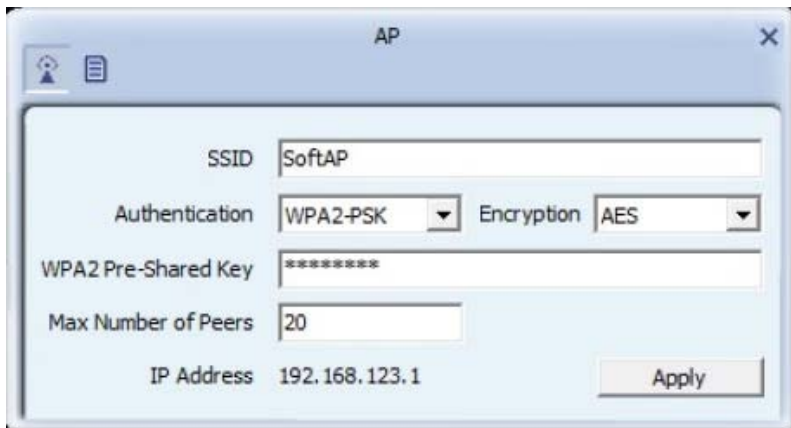 AP
SSID SoftAP
Authentication WPA2-PSK Encryption AES
WPA2 Pre-Shared Key ********
Max Number of Peers 20
IP Address 192.168.123.1 Apply